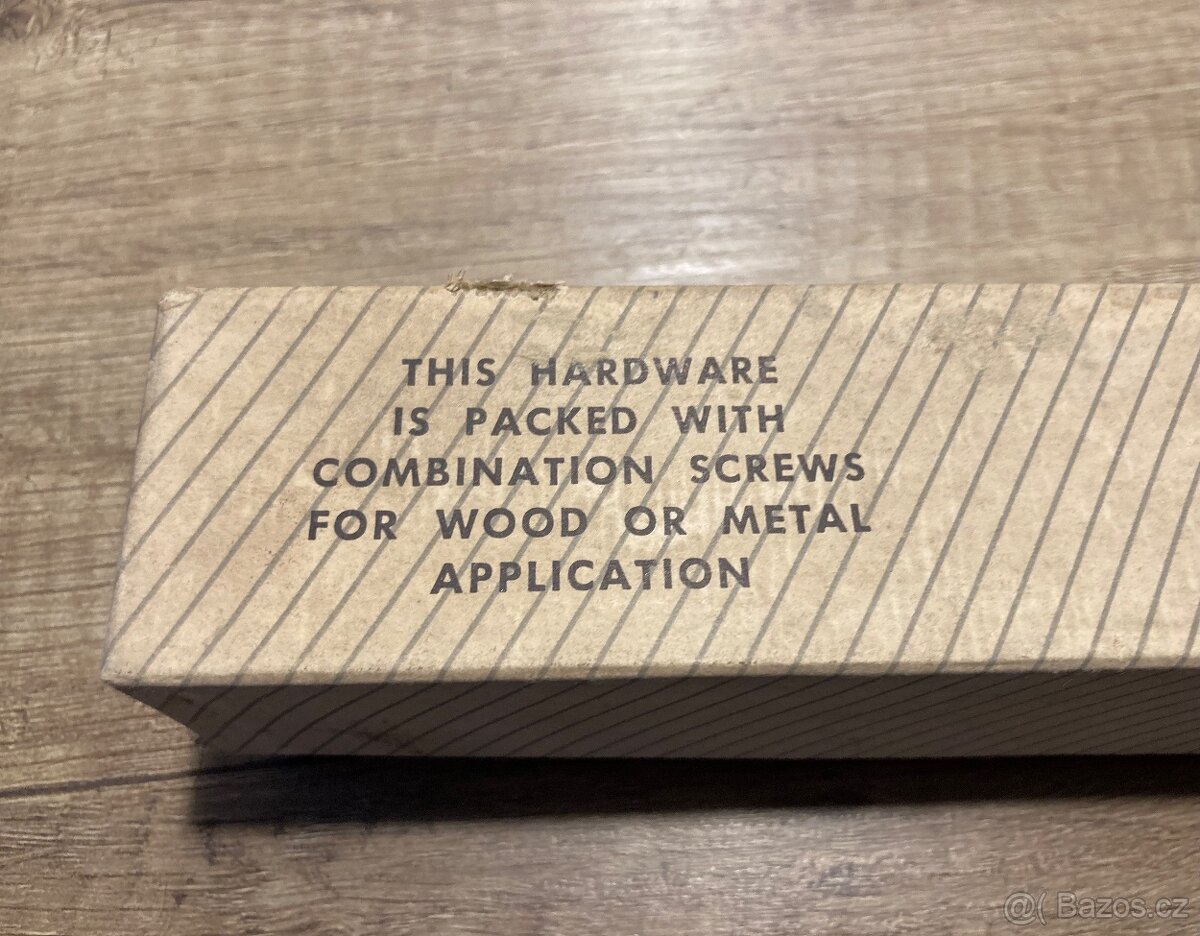 THIS HARDWARE
IS PACKED WITH
COMBINATION SCREWS
FOR WOOD OR METAL
APPLICATION
@( Bazos.cz